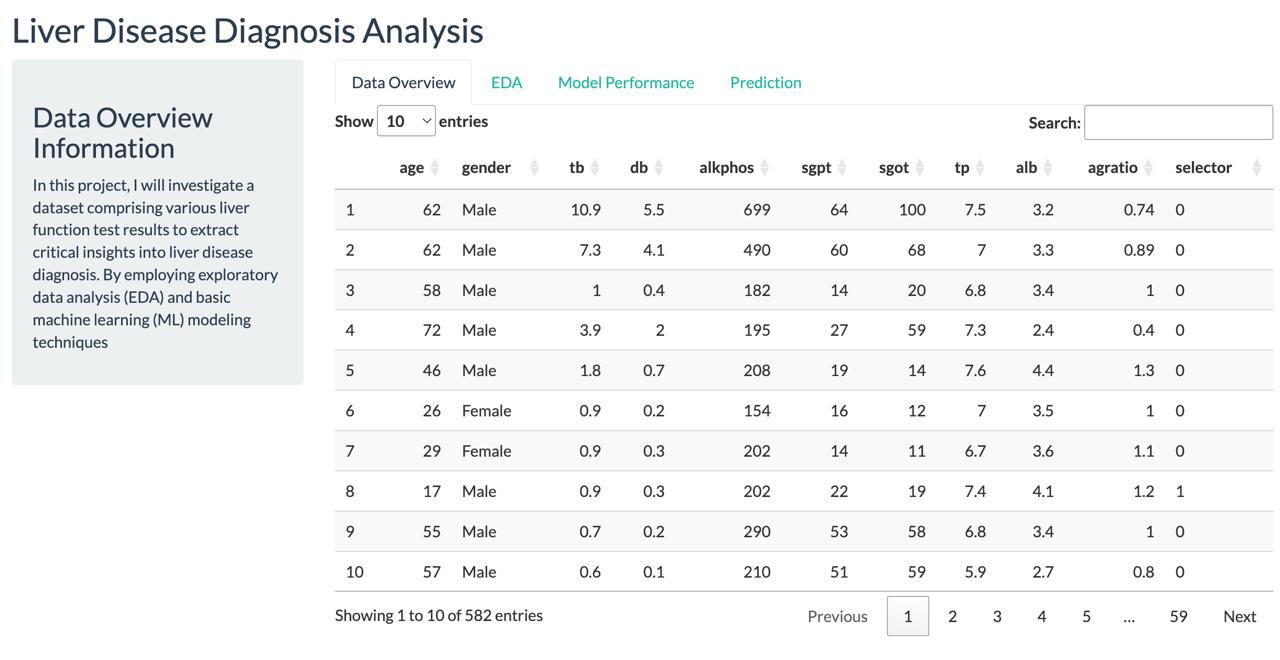 Liver Disease Diagnosis Analysis
Data Overview
Information
In this project, I will investigate a
dataset comprising various liver
function test results to extract
critical insights into liver disease
diagnosis. By employing exploratory
data analysis (EDA) and basic
machine learning (ML) modeling
techniques
Data Overview EDA Model Performance Prediction
Show 10 entries Search:
age gender tb db alkphos sgpt sgot tp alb agratio selector
1 62 Male 10.9 5.5 699 64 100 7.5 3.2 0.74 0
2 62 Male 7.3 4.1 490 60 68 7 3.3 0.89 0
3 58 Male 1 0.4 182 14 20 6.8 3.4 1 0
4 72 Male 3.9 2 195 27 59 7.3 2.4 0.4 0
5 46 Male 1.8 0.7 208 19 14 7.6 4.4 1.3 0
6 26 Female 0.9 0.2 154 16 12 7 3.5 1 0
7 29 Female 0.9 0.3 202 14 11 6.7 3.6 1.1 0
8 17 Male 0.9 0.3 202 22 19 7.4 4.1 1.2 1
9 55 Male 0.7 0.2 290 53 58 6.8 3.4 1 0
10 57 Male 0.6 0.1 210 51 59 5.9 2.7 0.8 0
Showing 1 to 10 of 582 entries Previous 1 2 3 4 5 ... 59 Next